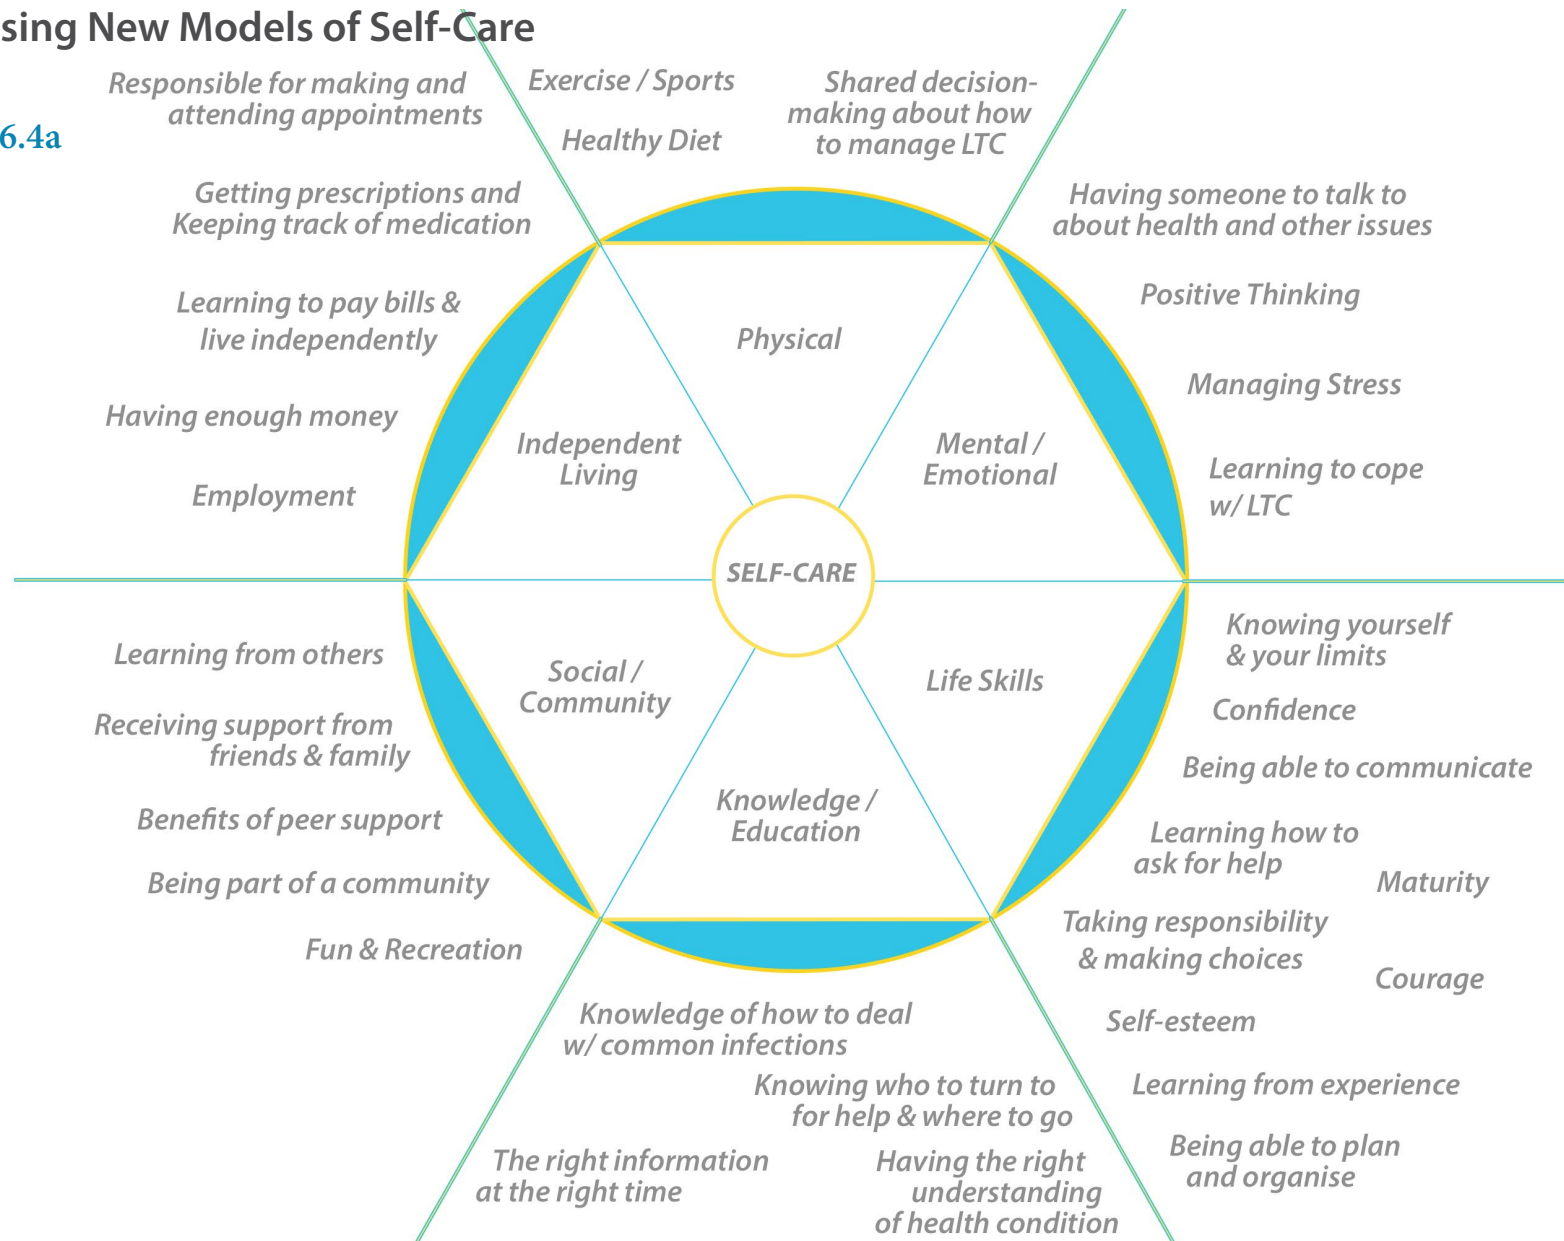 sing New Models of Self-Care
6.4a
Responsible for making and
attending appointments
Getting prescriptions and
Keeping track of medication
Learning to pay bills &
live independently
Having enough money
Employment
Exercise / Sports
Healthy Diet
Shared decision-
making about how
to manage LTC
Having someone to talk to
about health and other issues
Positive Thinking
Managing Stress
Learning to cope
w/ LTC
Physical
Independent
Living
Mental /
Emotional
SELF-CARE
Social /
Community
Life Skills
Knowledge /
Education
Learning from others
Receiving support from
friends & family
Benefits of peer support
Being part of a community
Fun & Recreation
Knowing yourself
& your limits
Confidence
Being able to communicate
Learning how to
ask for help
Maturity
Taking responsibility
& making choices
Courage
Self-esteem
Learning from experience
Being able to plan
and organise
Knowledge of how to deal
w/ common infections
Knowing who to turn to
for help & where to go
The right information
at the right time
Having the right
understanding
of health condition